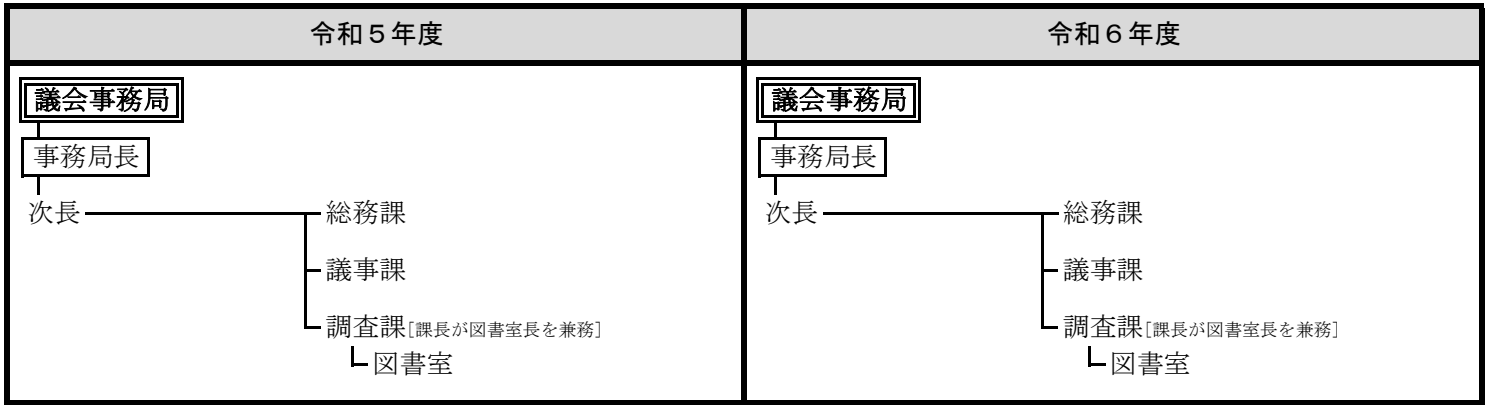 令和５年度
議会事務局
事務局長
次長
総務課
議事課
調査課[課長が図書室長を兼務]
図書室
令和６年度
議会事務局
事務局長
次長
総務課
議事課
調査課[課長が図書室長を兼務]
図書室